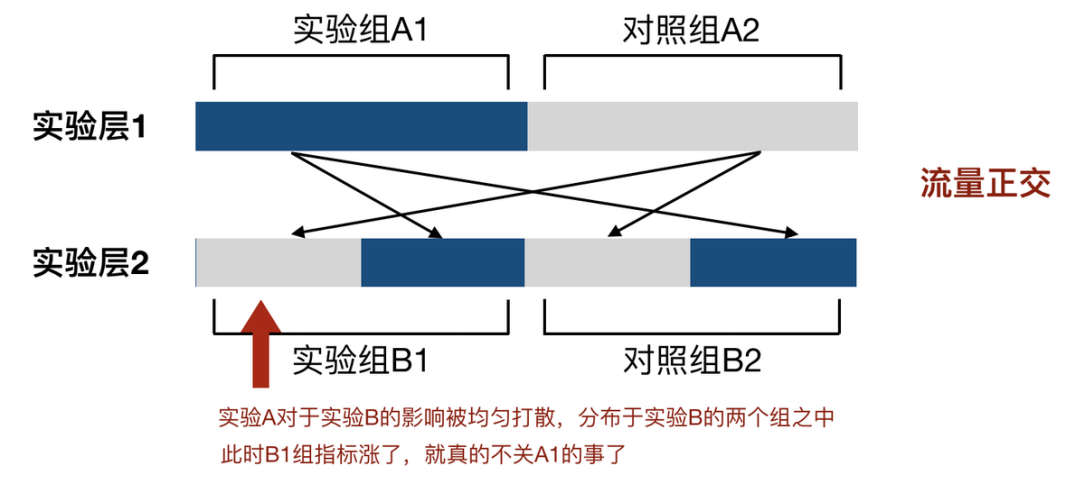 实验组A1
对照组A2
实验层1
流量正交
实验层2
实验组B1
对照组B2
实验A对于实验B的影响被均匀打散，分布于实验B的两个组之中
此时B1组指标涨了，就真的不关A1的事了